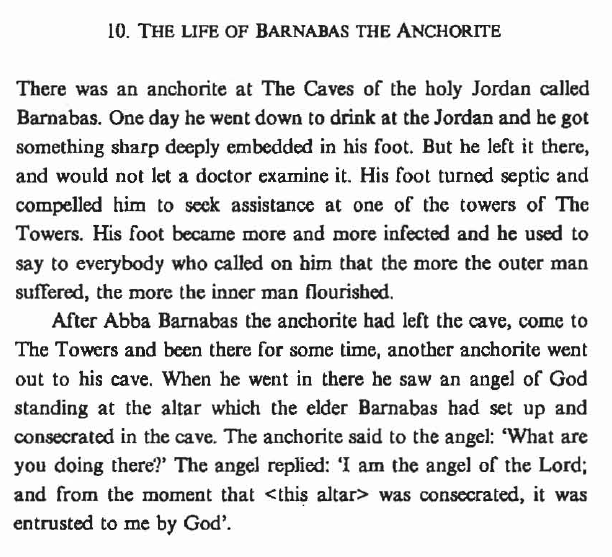 10. THE LIFE OF BARNABAS THE ANCHORITE
There was an anchorite at The Caves of the holy Jordan called
Barnabas. One day he went down to drink at the Jordan and he got
something sharp deeply embedded in his foot. But he left it there,
and would not let a doctor examine it. His foot turned septic and
compelled him to seek assistance at one of the towers of The
Towers. His foot became more and more infected and he used to
say to everybody who called on him that the more the outer man
suffered, the more the inner man flourished.
After Abba Barnabas the anchorite had left the cave, come to
The Towers and been there for some time, another anchorite went
out to his cave. When he went in there he saw an angel of God
standing at the altar which the elder Barnabas had set up and
consecrated in the cave. The anchorite said to the angel: ‘What are
you doing there?’ The angel replied: ‘I am the angel of the Lord;
and from the moment that <this altar> was consecrated, it was
entrusted to me by God’.